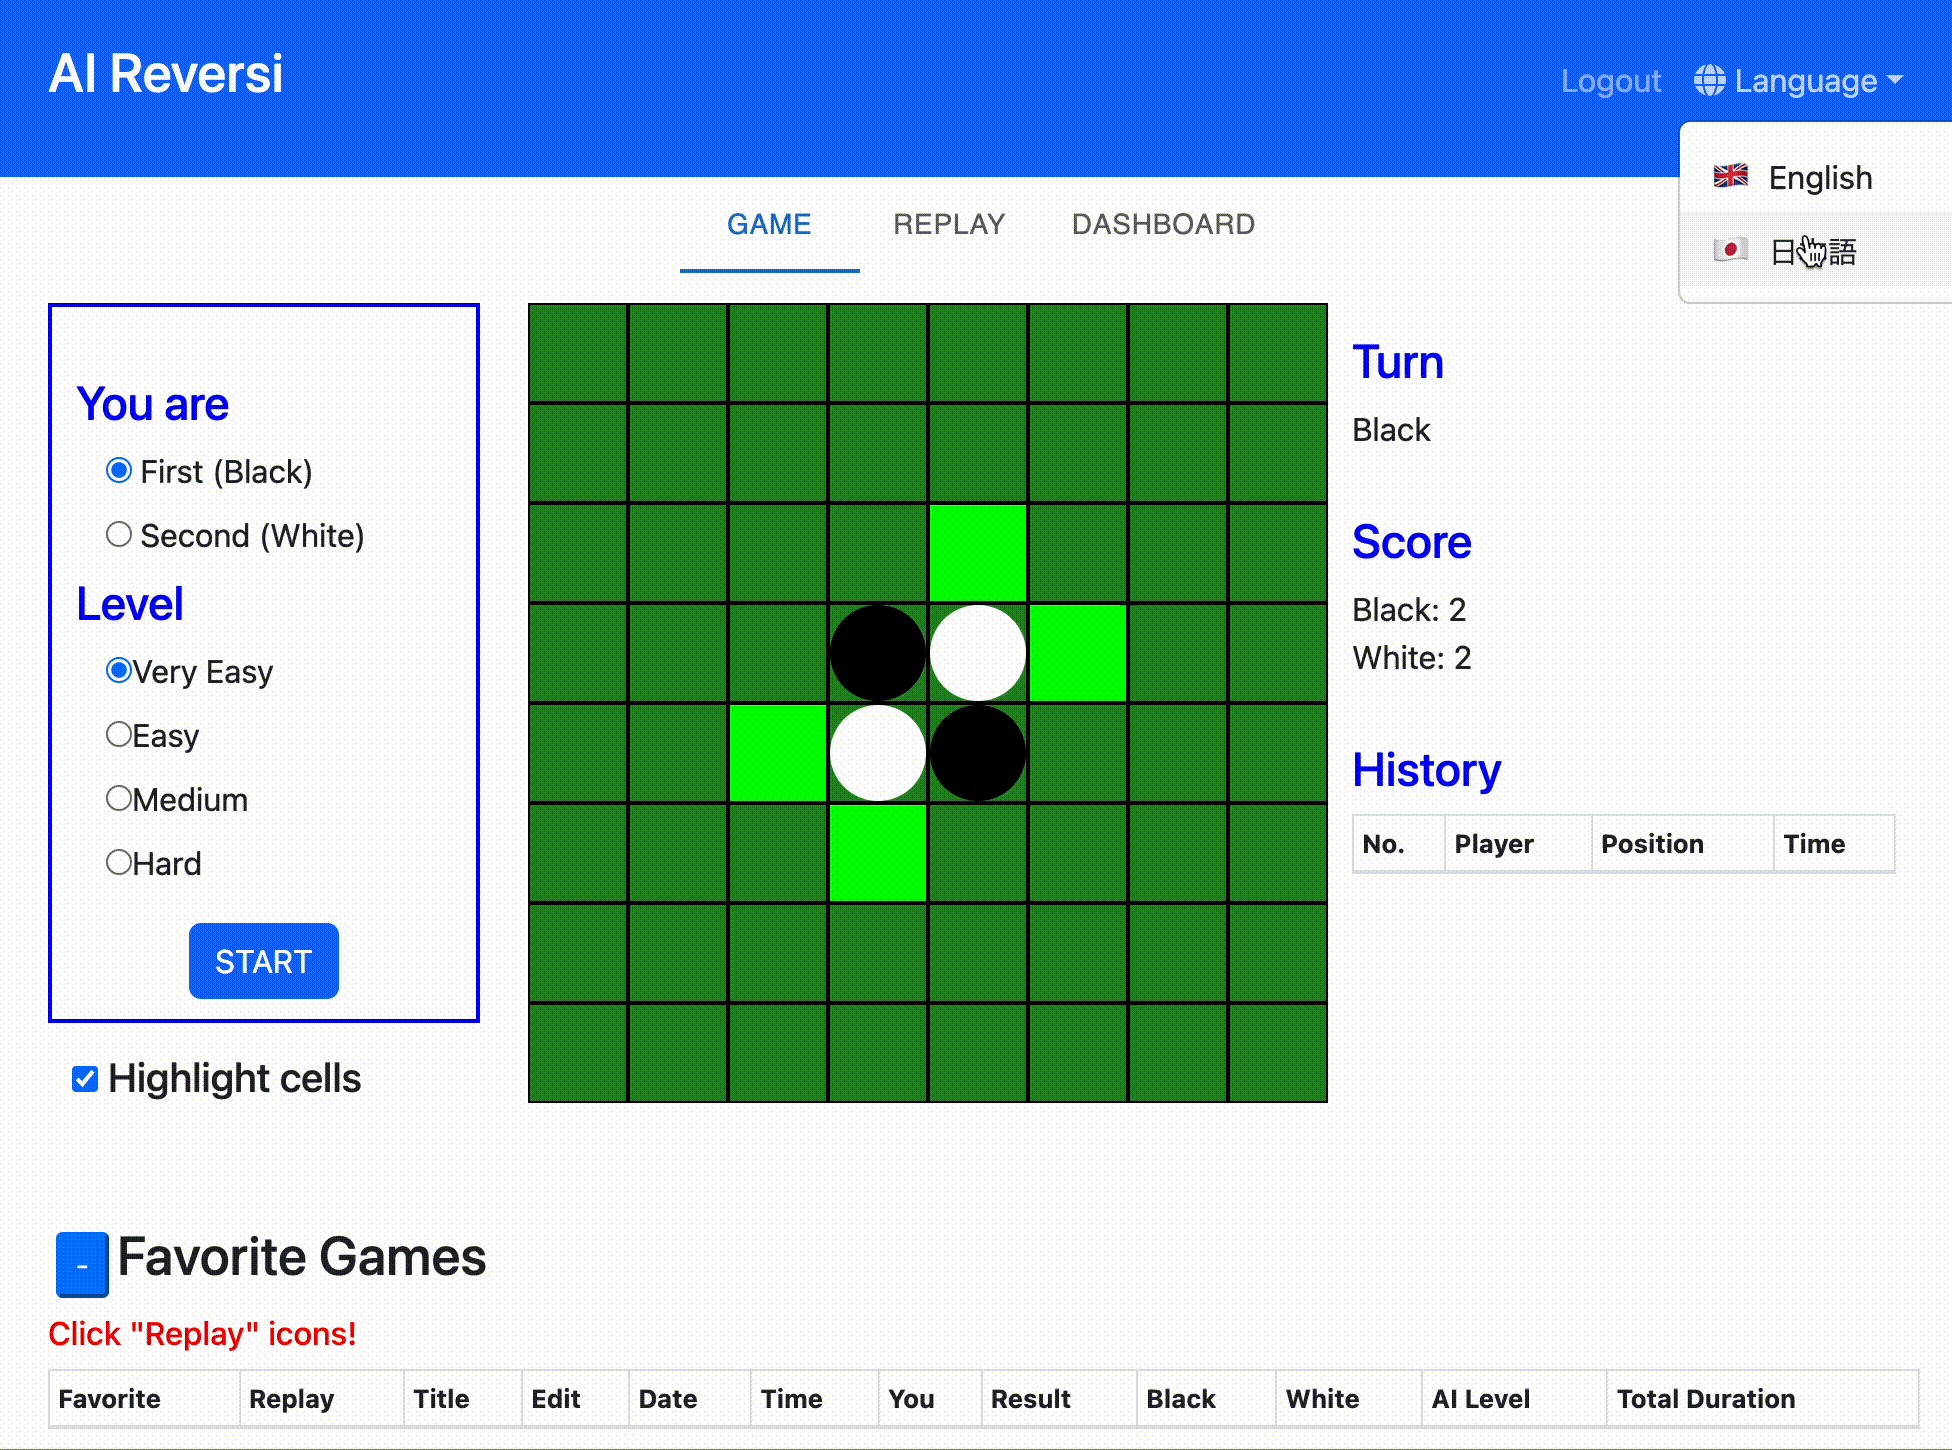 AI Reversi
Logout Language
English
日語
GAME REPLAY DASHBOARD
You are
First (Black)
Second (White)
Level
Very Easy
Easy
Medium
Hard
START
Highlight cells
Turn
Black
Score
Black: 2
White: 2
History
No. Player Position Time
- Favorite Games
Click "Replay" icons!
Favorite Replay Title Edit Date Time You Result Black White AI Level Total Duration